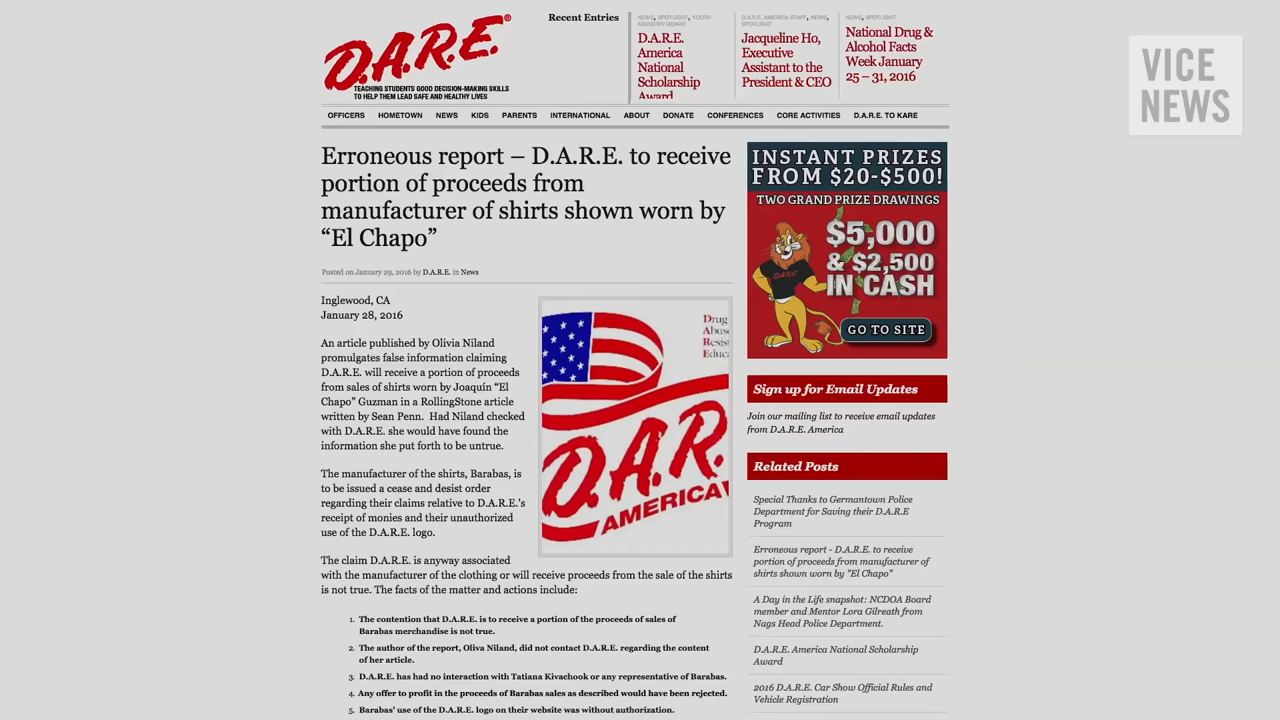 D.A.R.E.®
TEACHING STUDENTS GOOD DECISION-MAKING SKILLS
TO HELP THEM LEAD SAFE AND HEALTHY LIVES
Recent Entries
NEWS, SPOTLIGHT, YOUTH
ADVISORY BOARD
D.A.R.E.
America
National
Scholarship
Award
D.A.R.E. AMERICA STAFF, NEWS,
SPOTLIGHT
Jacqueline Ho,
Executive
Assistant to the
President & CEO
NEWS, SPOTLIGHT
National Drug &
Alcohol Facts
Week January
25 – 31, 2016
VICE
NEWS
OFFICERS HOMETOWN NEWS KIDS PARENTS INTERNATIONAL ABOUT DONATE CONFERENCES CORE ACTIVITIES D.A.R.E. TO KARE
Erroneous report – D.A.R.E. to receive
portion of proceeds from
manufacturer of shirts shown worn by
“El Chapo”
Posted on January 29, 2016 by D.A.R.E. in News
Inglewood, CA
January 28, 2016
An article published by Olivia Niland
promulgates false information claiming
D.A.R.E. will receive a portion of proceeds
from sales of shirts worn by Joaquín “El
Chapo” Guzman in a RollingStone article
written by Sean Penn. Had Niland checked
with D.A.R.E. she would have found the
information she put forth to be untrue.
The manufacturer of the shirts, Barabas, is
to be issued a cease and desist order
regarding their claims relative to D.A.R.E.’s
receipt of monies and their unauthorized
use of the D.A.R.E. logo.
The claim D.A.R.E. is anyway associated
with the manufacturer of the clothing or will receive proceeds from the sale of the shirts
is not true. The facts of the matter and actions include:
1. The contention that D.A.R.E. is to receive a portion of the proceeds of sales of
Barabas merchandise is not true.
2. The author of the report, Oliva Niland, did not contact D.A.R.E. regarding the content
of her article.
3. D.A.R.E. has had no interaction with Tatiana Kivachook or any representative of Barabas.
4. Any offer to profit in the proceeds of Barabas sales as described would have been rejected.
5. Barabas’ use of the D.A.R.E. logo on their website was without authorization.
Drug
Abus
Resist
Educa
D.A.R.
AMERICA
INSTANT PRIZES
FROM $20-$500!
TWO GRAND PRIZE DRAWINGS
$5,000
& $2,500
IN CASH
DARE
GO TO SITE
Sign up for Email Updates
Join our mailing list to receive email updates
from D.A.R.E. America
Related Posts
Special Thanks to Germantown Police
Department for Saving their D.A.R.E
Program
Erroneous report - D.A.R.E. to receive
portion of proceeds from manufacturer of
shirts shown worn by "El Chapo"
A Day in the Life snapshot: NCDOA Board
member and Mentor Lora Gilreath from
Nags Head Police Department.
D.A.R.E. America National Scholarship
Award
2016 D.A.R.E. Car Show Official Rules and
Vehicle Registration